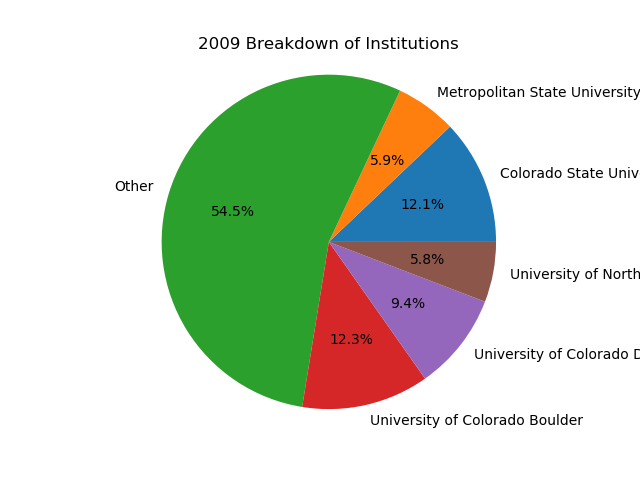 2009 Breakdown of Institutions
Metropolitan State University
5.9%
Colorado State Unive
12.1%
Other
54.5%
5.8%
University of North
9.4%
University of Colorado D
12.3%
University of Colorado Boulder